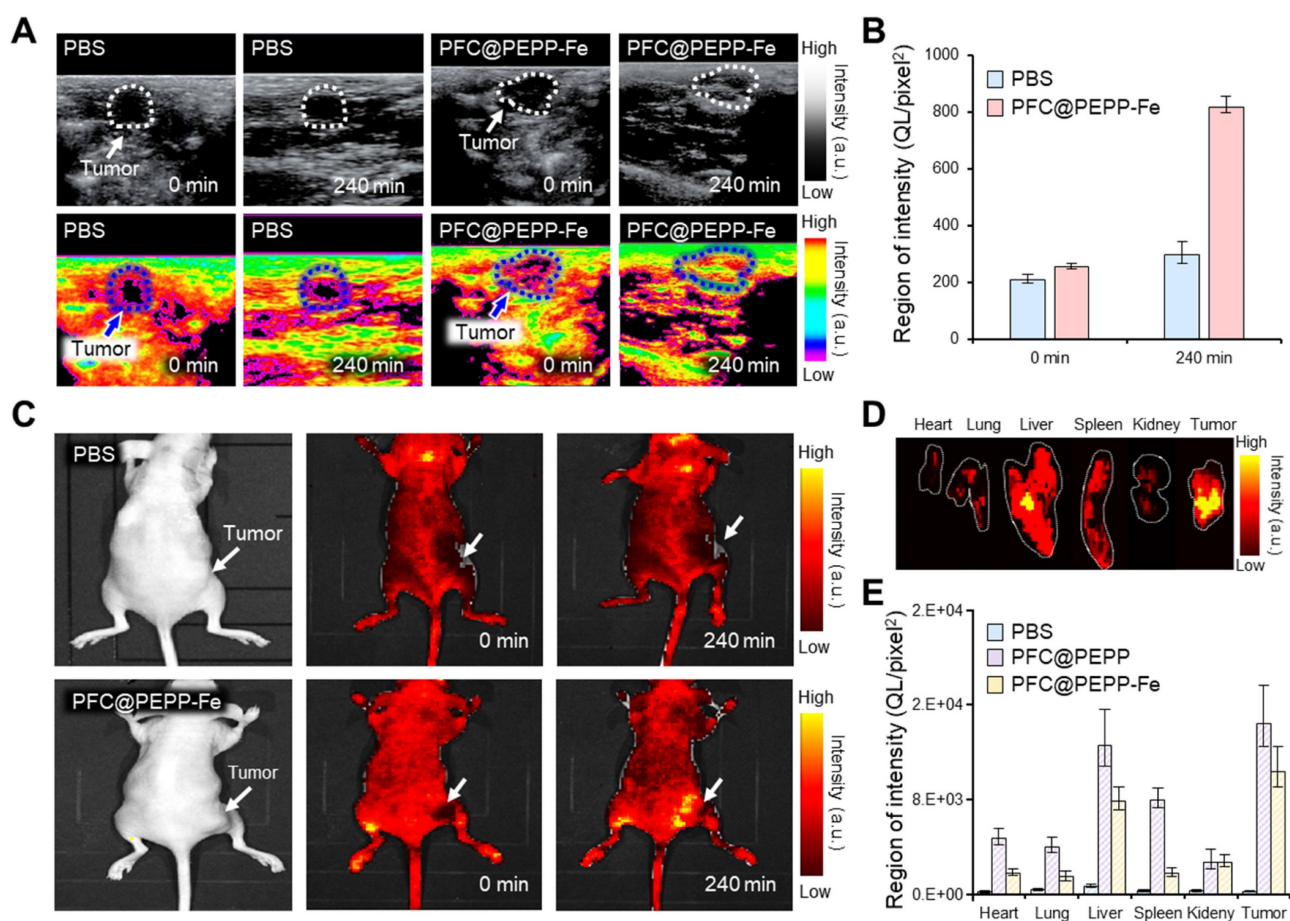 A
PBS
PBS
PFC@PEPP-Fe
PFC@PEPP-Fe
High
Intensity (a.u.)
Low
Tumor
0 min
240 min
Tumor
0 min
240 min
PBS
PBS
PFC@PEPP-Fe
PFC@PEPP-Fe
High
Intensity (a.u.)
Low
Tumor
0 min
240 min
Tumor
0 min
240 min
B
Region of intensity (QL/pixel²)
1000
800
600
400
200
0
PBS
PFC@PEPP-Fe
0 min
240 min
C
PBS
Tumor
0 min
240 min
High
Intensity (a.u.)
Low
PFC@PEPP-Fe
Tumor
0 min
240 min
High
Intensity (a.u.)
Low
D
Heart Lung Liver Spleen Kidney Tumor
High
Intensity (a.u.)
Low
E
Region of intensity (QL/pixel²)
2.E+04
2.E+04
8.E+03
0.E+00
PBS
PFC@PEPP
PFC@PEPP-Fe
Heart Lung Liver Spleen Kideny Tumor